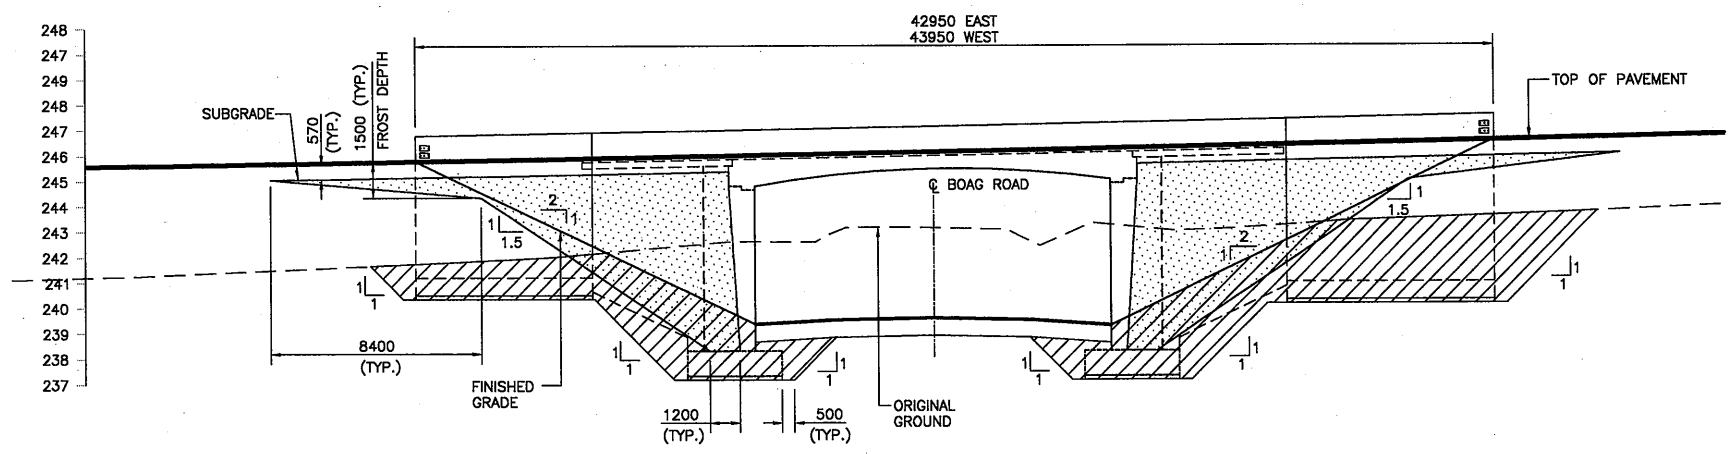 42950 EAST
43950 WEST
248
247
249
248
247
246
245
244
243
242
241
240
239
238
237
SUBGRADE
570
(TYP.)
1500 (TYP.)
FROST DEPTH
TOP OF PAVEMENT
℄ BOAG ROAD
2
1
1
1.5
1
1.5
2
1
1
1
1
1
8400
(TYP.)
1
1
1
1
1
1
1
1
FINISHED
GRADE
1200
(TYP.)
500
(TYP.)
ORIGINAL
GROUND